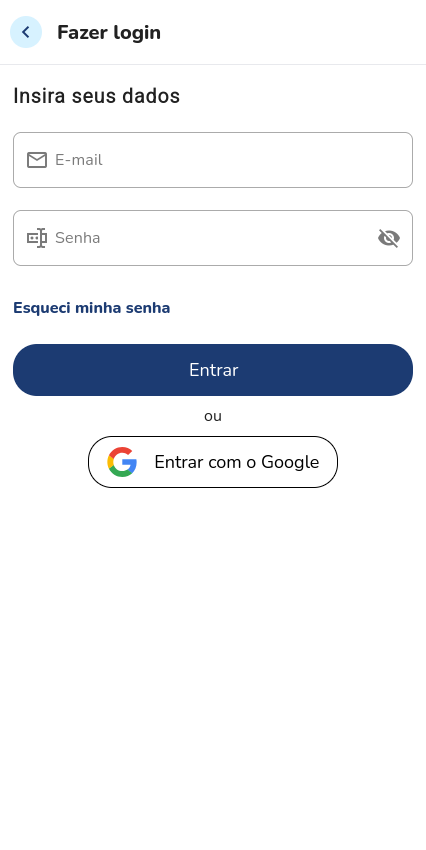 Fazer login
Insira seus dados
E-mail
Senha
Esqueci minha senha
Entrar
ou
Entrar com o Google